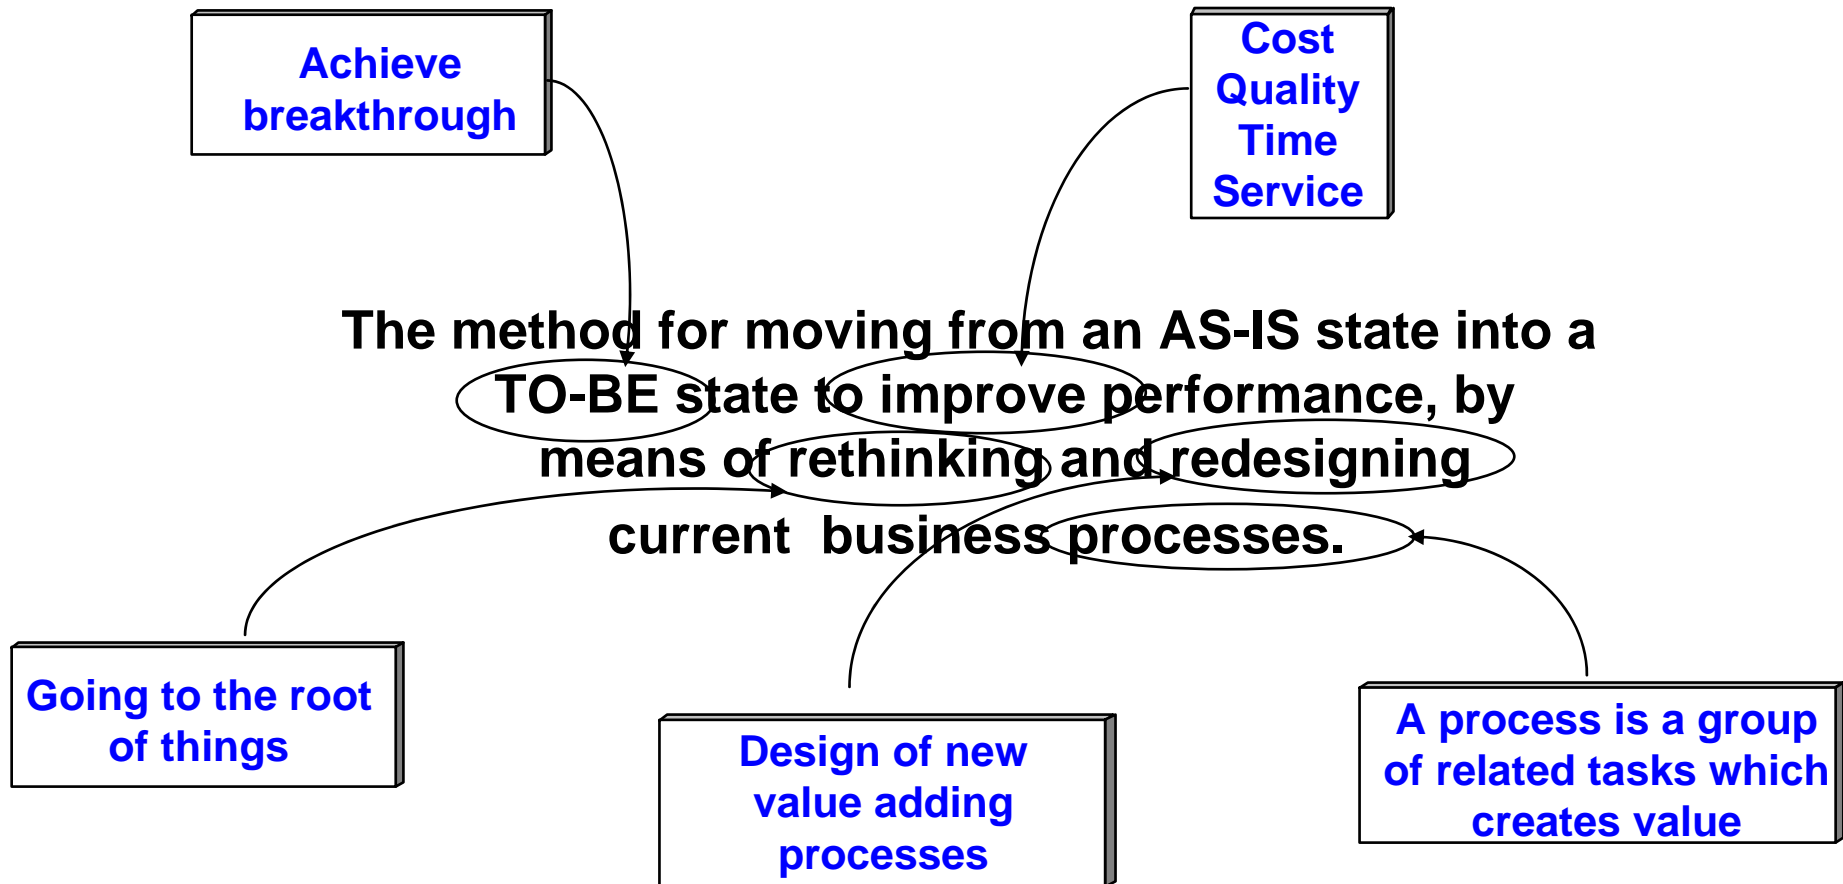 Achieve
breakthrough
Cost
Quality
Time
Service
The method for moving from an AS-IS state into a
TO-BE state to improve performance, by
means of rethinking and redesigning
current  business processes.
Going to the root
of things
Design of new
value adding
processes
A process is a group
of related tasks which
creates value